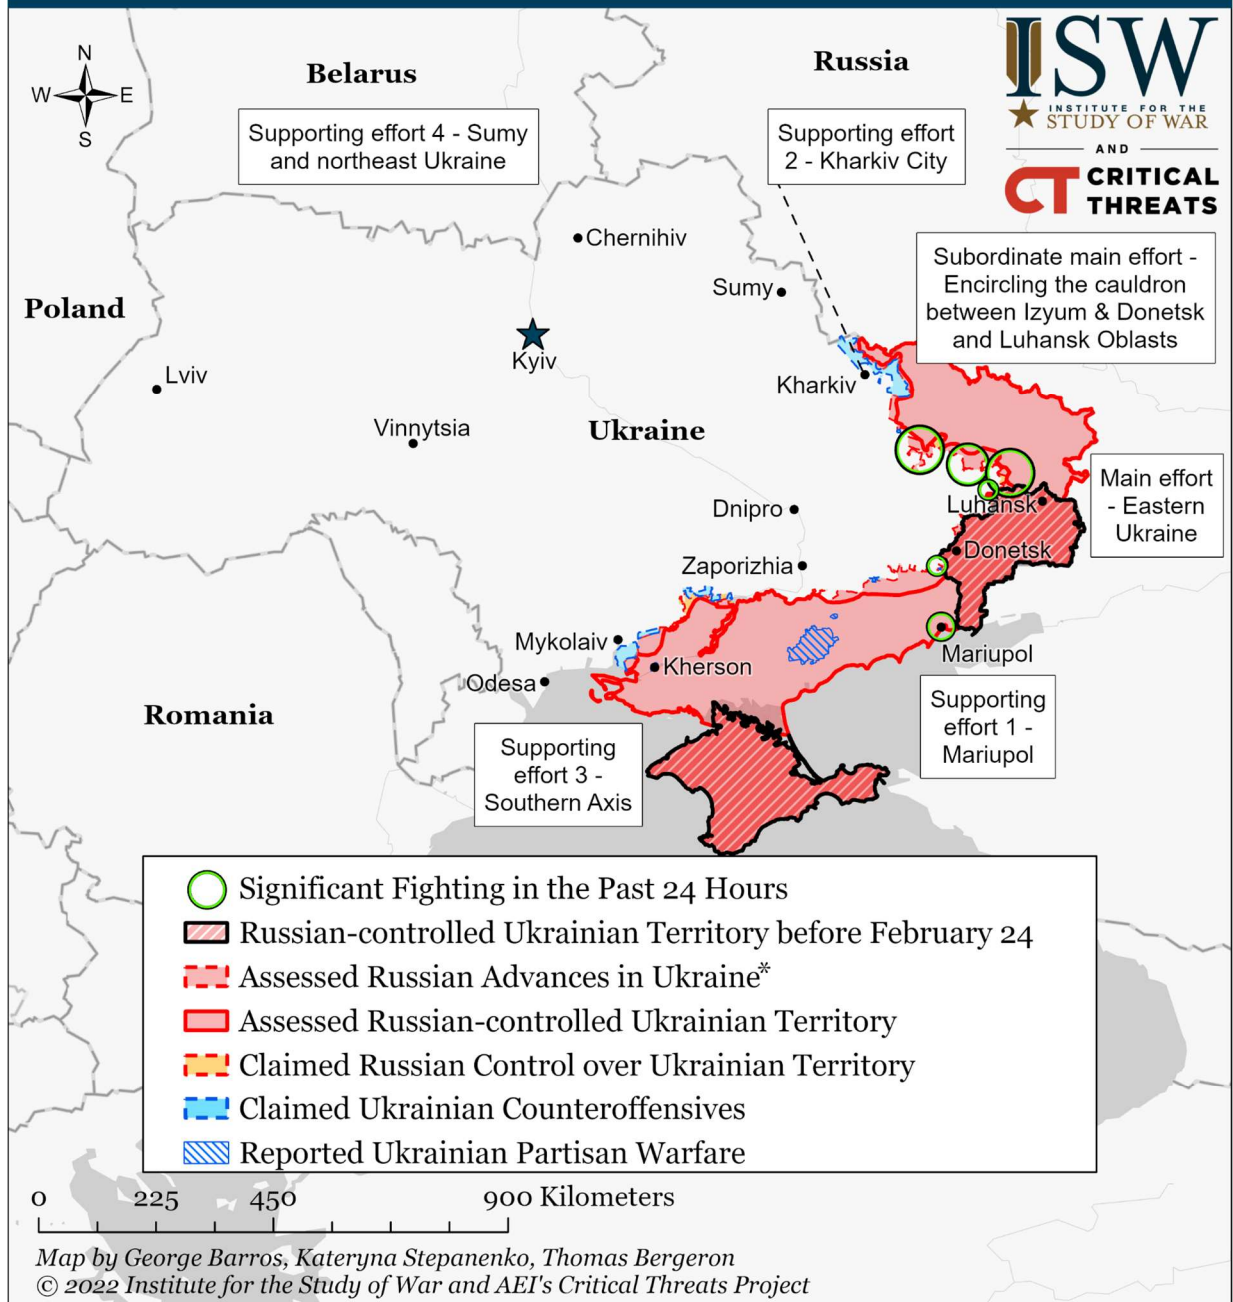 N
W
E
S
Belarus
Russia
ISW
INSTITUTE FOR THE
STUDY OF WAR
AND
CT CRITICAL
THREATS
Supporting effort 4 - Sumy
and northeast Ukraine
Supporting effort
2 - Kharkiv City
Subordinate main effort -
Encircling the cauldron
between Izyum & Donetsk
and Luhansk Oblasts
Chernihiv
Sumy
Poland
Kyiv
Lviv
Kharkiv
Vinnytsia
Ukraine
Main effort
- Eastern
Ukraine
Luhansk
Dnipro
Donetsk
Zaporizhia
Mykolaiv
Mariupol
Kherson
Odesa
Romania
Supporting
effort 1 -
Mariupol
Supporting
effort 3 -
Southern Axis
Significant Fighting in the Past 24 Hours
Russian-controlled Ukrainian Territory before February 24
Assessed Russian Advances in Ukraine*
Assessed Russian-controlled Ukrainian Territory
Claimed Russian Control over Ukrainian Territory
Claimed Ukrainian Counteroffensives
Reported Ukrainian Partisan Warfare
0 225 450 900 Kilometers
Map by George Barros, Kateryna Stepanenko, Thomas Bergeron
© 2022 Institute for the Study of War and AEI's Critical Threats Project